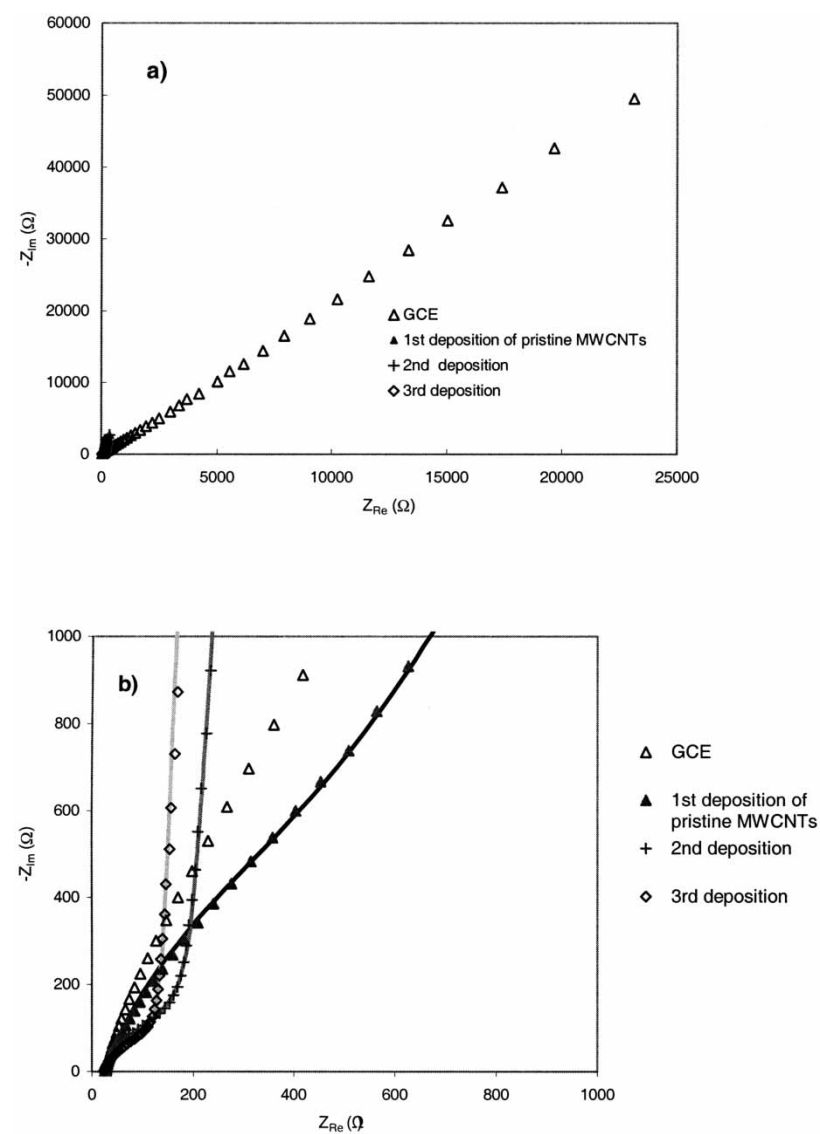 60000
a)
50000
40000
-Z_Im (Ω)
30000
GCE
20000
1st deposition of pristine MWCNTs
2nd deposition
10000
3rd deposition
0
0 5000 10000 15000 20000 25000
Z_Re (Ω)
1000
b)
800
GCE
1st deposition of
pristine MWCNTs
600
2nd deposition
-Z_Im (Ω)
3rd deposition
400
200
0
0 200 400 600 800 1000
Z_Re (Ω)